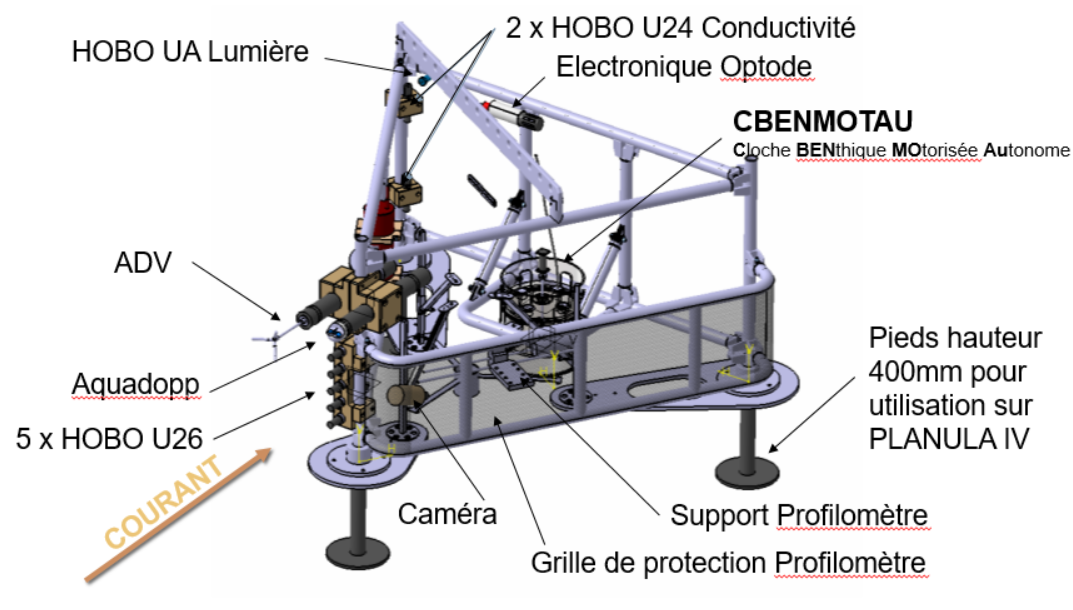 HOBO UA Lumière
2 x HOBO U24 Conductivité
Electronique Optode
CBENMOTAU
Cloche BENthique MOtorisée Autonome
ADV
Aquadopp
5 x HOBO U26
COURANT
Pieds hauteur
400mm pour
utilisation sur
PLANULA IV
Caméra
Support Profilomètre
Grille de protection Profilomètre